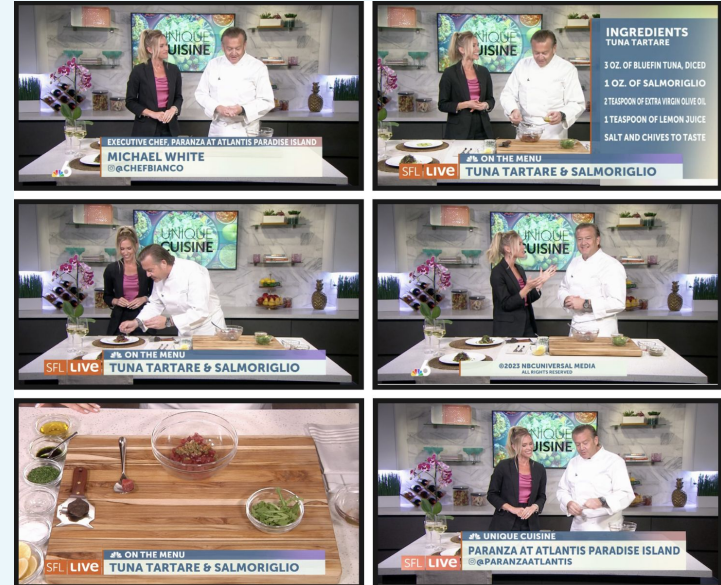 UNIQUE
CUISINE
EXECUTIVE CHEF, PARANZA AT ATLANTIS PARADISE ISLAND
MICHAEL WHITE
@CHEFBIANCO
6
UNIQUE
CUISINE
INGREDIENTS
TUNA TARTARE
3 OZ. OF BLUEFIN TUNA, DICED
1 OZ. OF SALMORIGLIO
2 TEASPOON OF EXTRA VIRGIN OLIVE OIL
1 TEASPOON OF LEMON JUICE
SALT AND CHIVES TO TASTE
ON THE MENU
SFL LIVE TUNA TARTARE & SALMORIGLIO
UNIQUE
CUISINE
ON THE MENU
SFL LIVE TUNA TARTARE & SALMORIGLIO
UNIQUE
CUISINE
©2023 NBCUNIVERSAL MEDIA
ALL RIGHTS RESERVED
6
ON THE MENU
SFL LIVE TUNA TARTARE & SALMORIGLIO
UNIQUE
CUISINE
UNIQUE CUISINE
PARANZA AT ATLANTIS PARADISE ISLAND
SFL LIVE @PARANZAATLANTIS